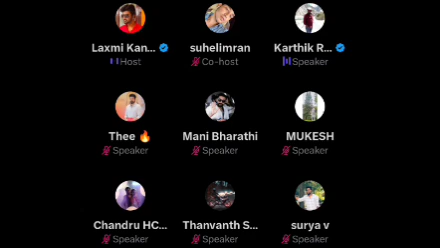 Laxmi Kan... suhelimran Karthik R...
Host Co-host Speaker
Thee 🔥 Mani Bharathi MUKESH
Speaker Speaker Speaker
Chandru HC... Thanvanth S... surya v
Speaker Speaker Speaker